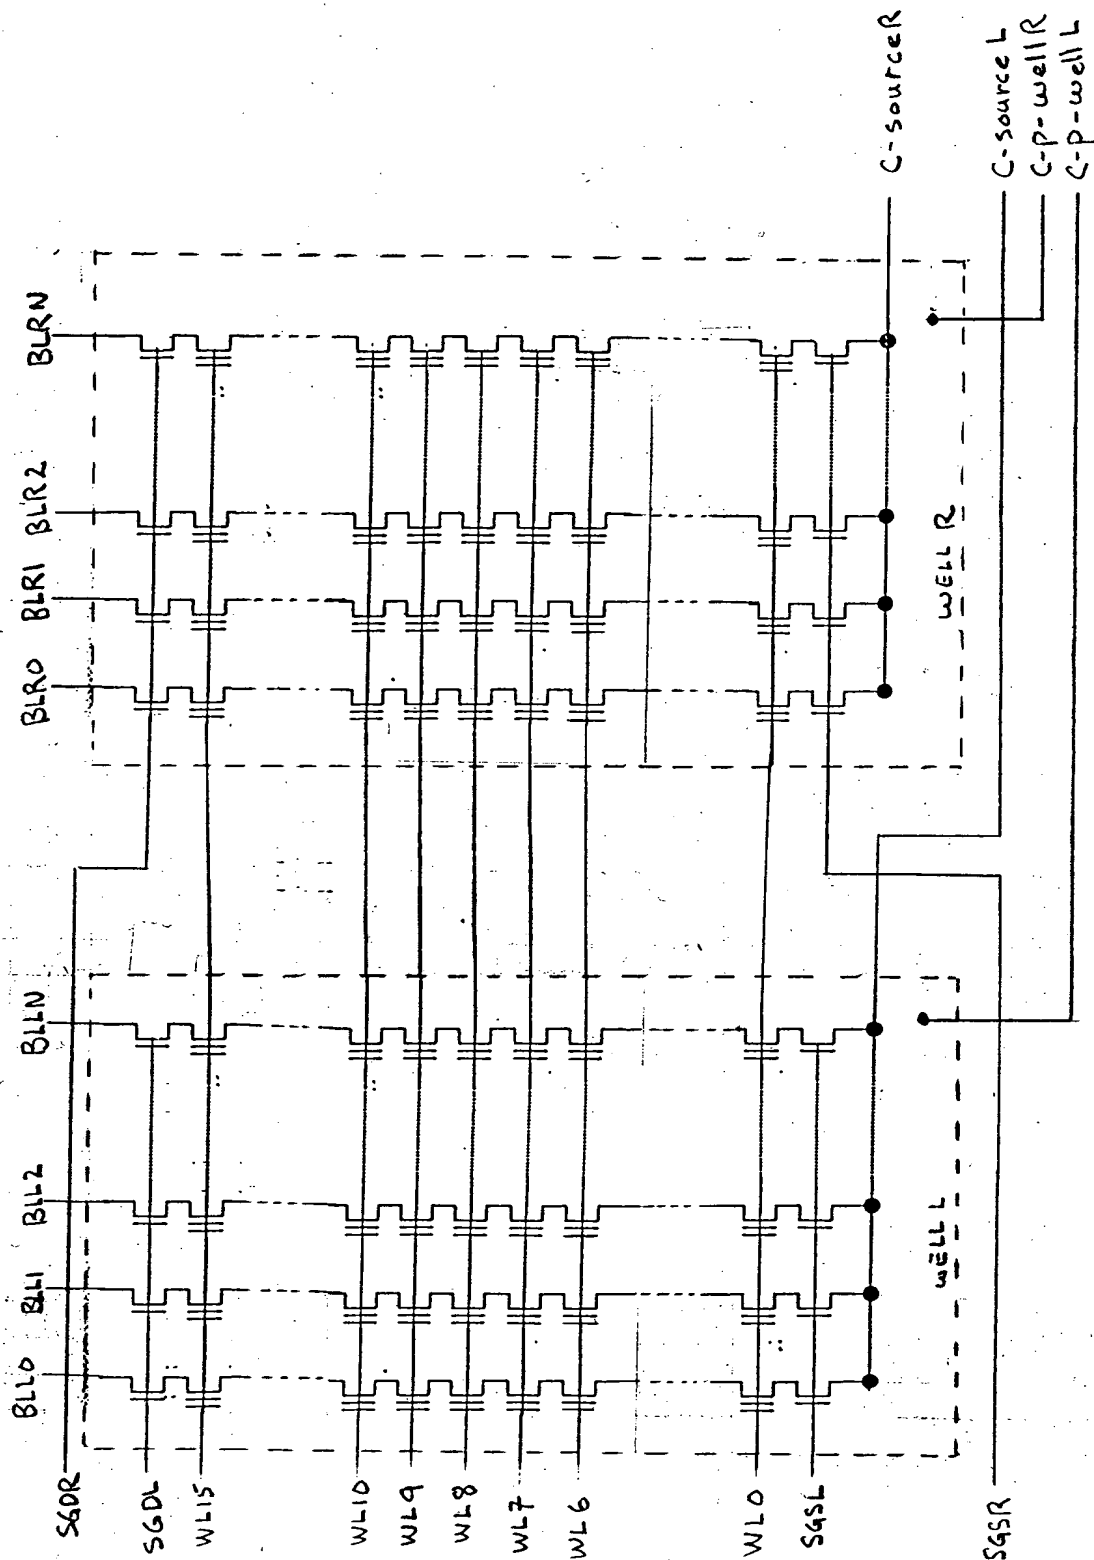 BLL0
BLL1
BLL2
BLLN
BLR0
BLR1
BLR2
BLRN
SGDR
SGDL
WL15
WL10
WL9
WL8
WL7
WL6
WL0
SGSL
SGSR
WELL L
WELL R
C-source R
C-source L
C-p-well R
C-p-well L